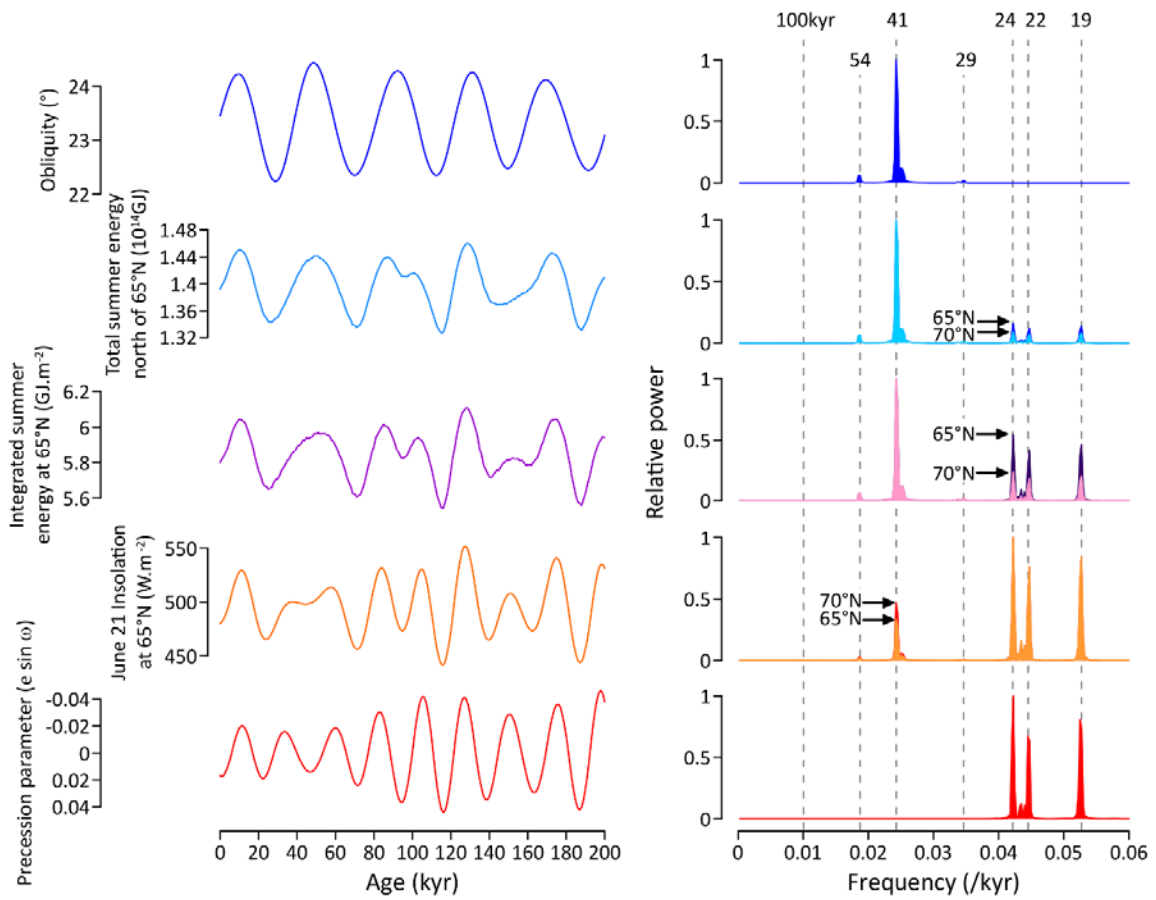 100kyr 41 24 22 19
54 29
Obliquity (°)
24
23
22
1
0.5
0
Total summer energy
north of 65°N (10¹⁴GJ)
1.48
1.44
1.4
1.36
1.32
1
0.5
0
65°N
70°N
Integrated summer
energy at 65°N (GJ.m⁻²)
6.2
6
5.8
5.6
Relative power
1
0.5
0
65°N
70°N
June 21 Insolation
at 65°N (W.m⁻²)
550
500
450
1
0.5
0
70°N
65°N
Precession parameter (e sin ω)
-0.04
-0.02
0
0.02
0.04
1
0.5
0
0 20 40 60 80 100 120 140 160 180 200
Age (kyr)
0 0.01 0.02 0.03 0.04 0.05 0.06
Frequency (/kyr)